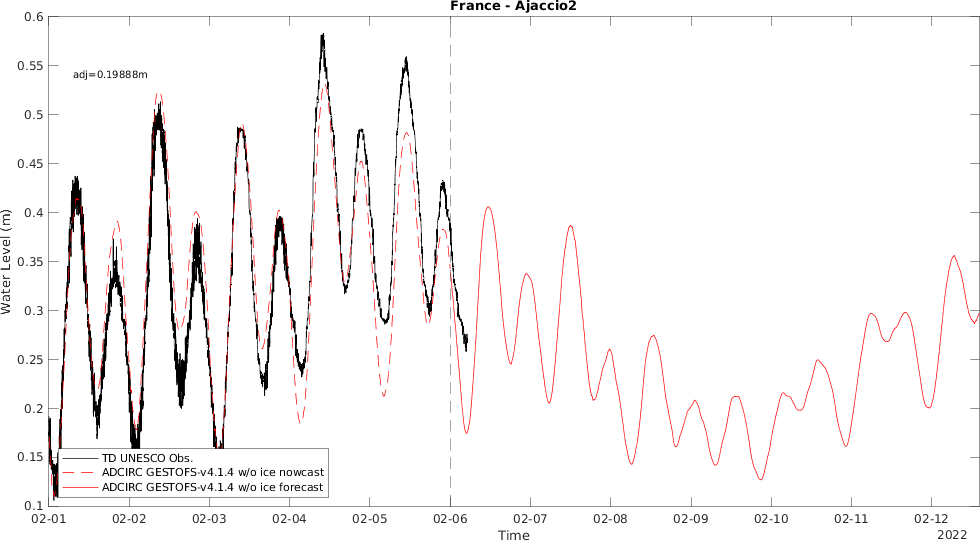 France - Ajaccio2
adj=0.19888m
0.6
0.55
0.5
0.45
0.4
0.35
0.3
0.25
0.2
0.15
0.1
Water Level (m)
TD UNESCO Obs.
ADCIRC GESTOFS-v4.1.4 w/o ice nowcast
ADCIRC GESTOFS-v4.1.4 w/o ice forecast
02-01 02-02 02-03 02-04 02-05 02-06 02-07 02-08 02-09 02-10 02-11 02-12
Time
2022